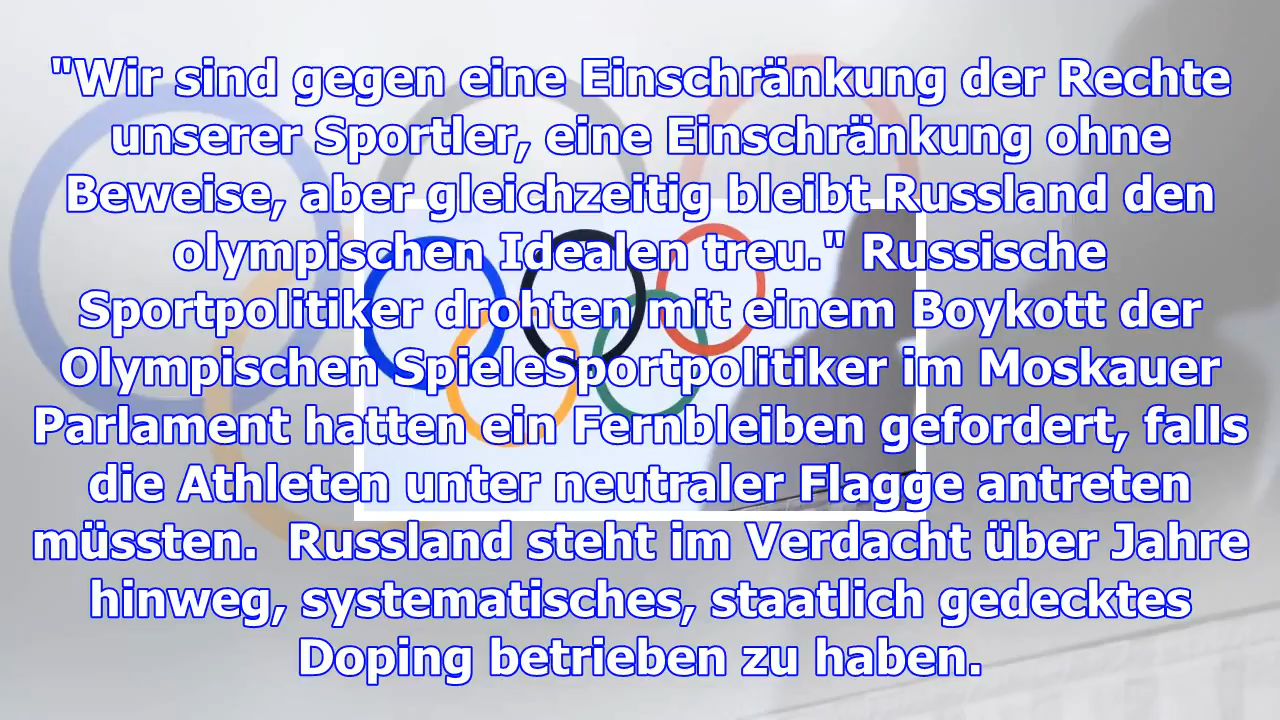 "Wir sind gegen eine Einschränkung der Rechte
unserer Sportler, eine Einschränkung ohne
Beweise, aber gleichzeitig bleibt Russland den
olympischen Idealen treu." Russische
Sportpolitiker drohten mit einem Boykott der
Olympischen SpieleSportpolitiker im Moskauer
Parlament hatten ein Fernbleiben gefordert, falls
die Athleten unter neutraler Flagge antreten
müssten.  Russland steht im Verdacht über Jahre
hinweg, systematisches, staatlich gedecktes
Doping betrieben zu haben.